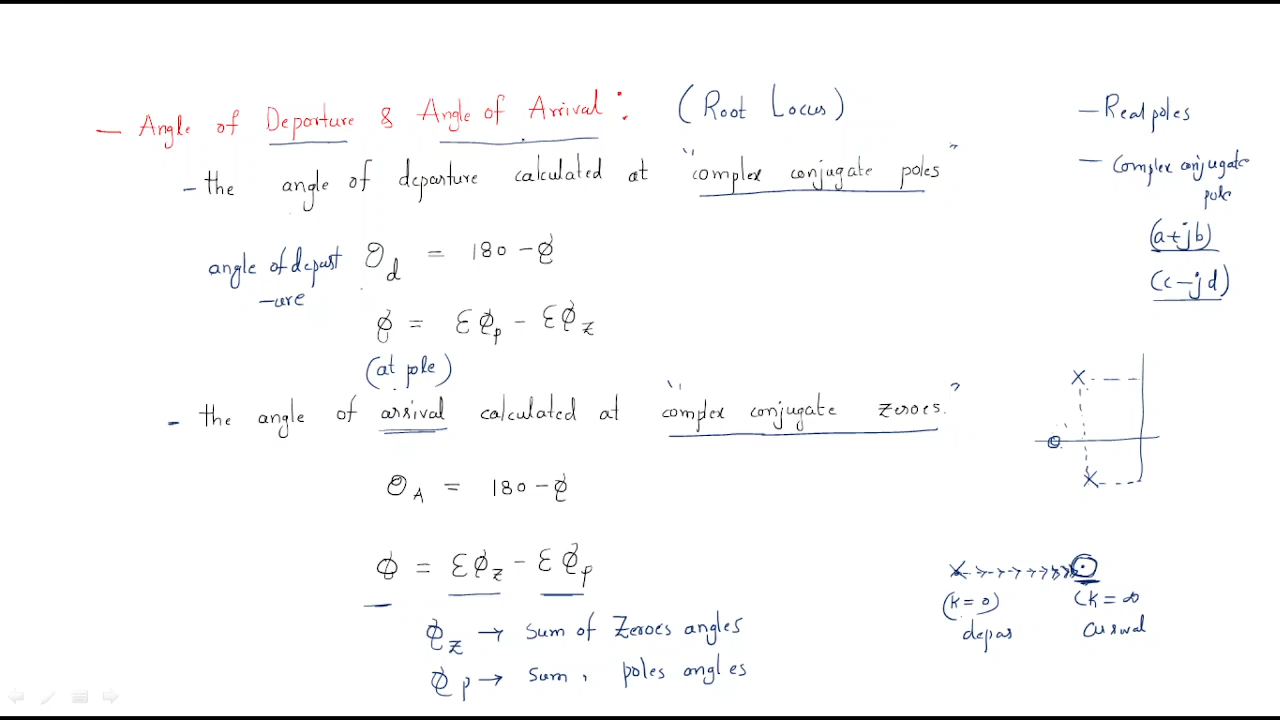 – Angle of Departure & Angle of Arrival : (Root Locus)
- the angle of departure calculated at "complex conjugate poles"
angle of depart
-ure
θd = 180 - φ
φ = Σφp - Σφz
(at pole)
- the angle of arrival calculated at "complex conjugate zeroes."
θA = 180 - φ
φ = Σφz - Σφp
φz → sum of Zeroes angles
φp → sum , poles angles
– Real poles
– Complex conjugate
pole
(a+jb)
(c-jd)
(k=0)
depar
(k=∞